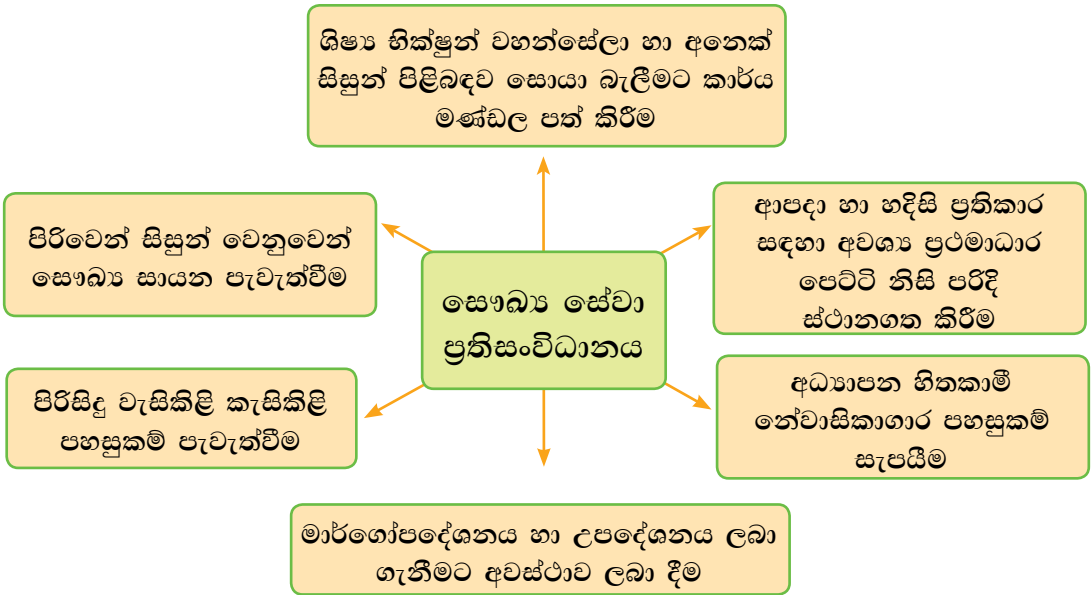 ශිෂ්‍ය භික්ෂුන් වහන්සේලා හා අනෙක්
සිසුන් පිළිබඳව සොයා බැලීමට කාර්ය
මණ්ඩල පත් කිරීම
පිරිවෙන් සිසුන් වෙනුවෙන්
සෞඛ්‍ය සායන පැවැත්වීම
ආපදා හා හදිසි ප්‍රතිකාර
සඳහා අවශ්‍ය ප්‍රථමාධාර
පෙට්ටි නිසි පරිදි
ස්ථානගත කිරීම
සෞඛ්‍ය සේවා
ප්‍රතිසංවිධානය
පිරිසිදු වැසිකිළි කැසිකිළි
පහසුකම් පැවැත්වීම
අධ්‍යාපන හිතකාමී
නේවාසිකාගාර පහසුකම්
සැපයීම
මාර්ගෝපදේශනය හා උපදේශනය ලබා
ගැනීමට අවස්ථාව ලබා දීම